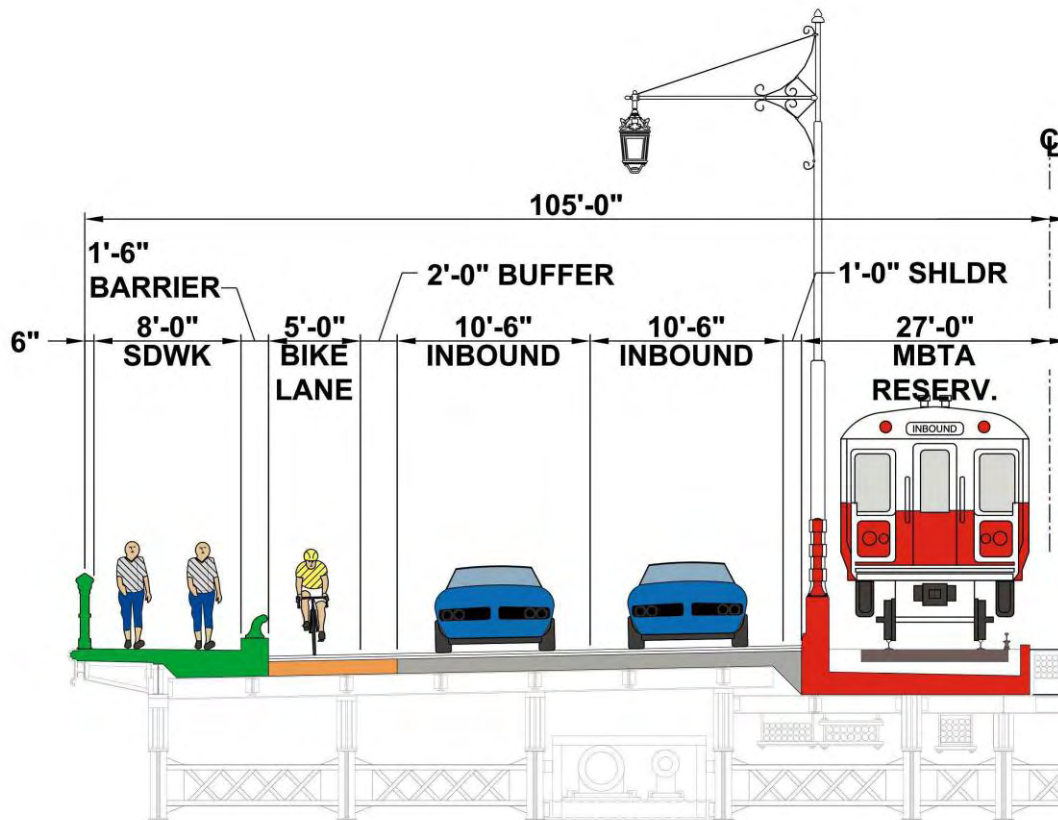 ℄
105'-0"
1'-6"
BARRIER
2'-0" BUFFER
1'-0" SHLDR
6"
8'-0"
SDWK
5'-0"
BIKE
LANE
10'-6"
INBOUND
10'-6"
INBOUND
27'-0"
MBTA
RESERV.
INBOUND